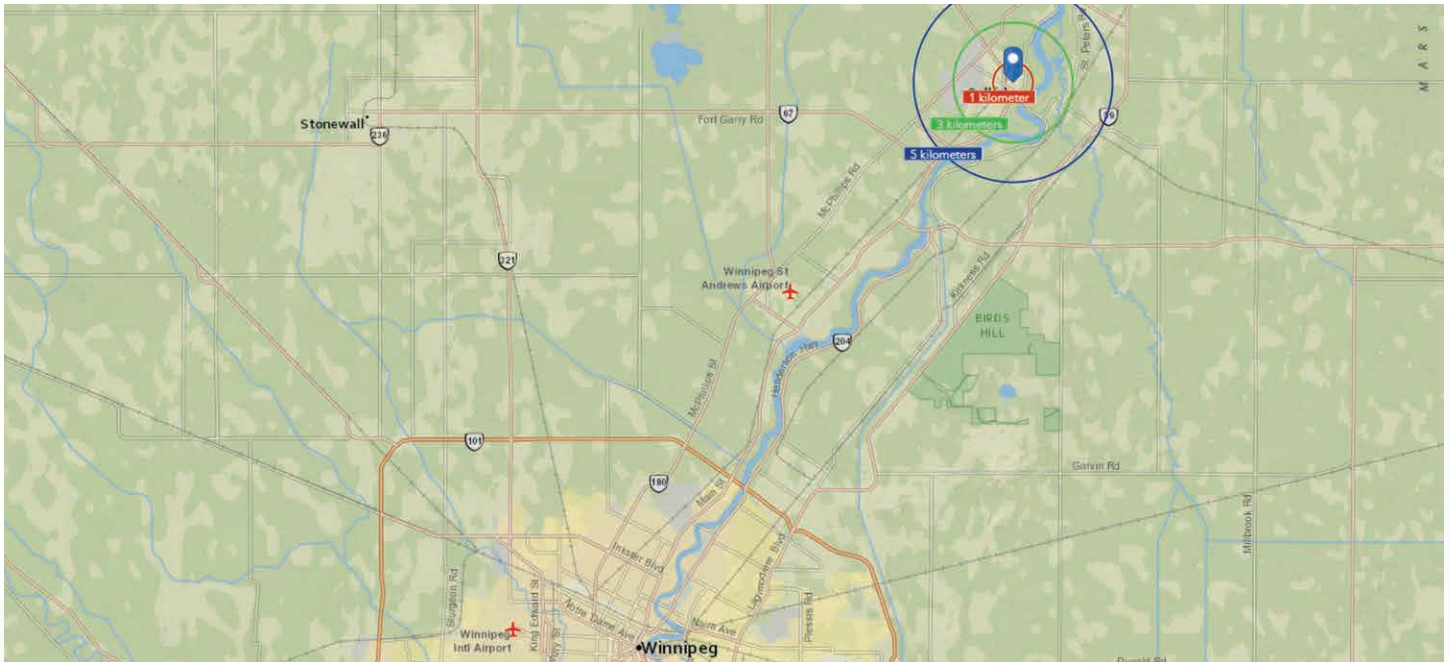 St. Peters R
M A R S
1 kilometer
Stonewall
236
Fort Garry Rd
67
3 kilometers
59
5 kilometers
McPhillips Rd
321
Winnipeg St
Andrews Airport
Kirkness Rd
BIRDS
HILL
Henderson Hwy
204
McPhillips St
101
Garvin Rd
180
Main St
Millbrook Rd
Inkster Blvd
Lagimodiere Blvd
Sturgeon Rd
King Edward St
Notre Dame Ave
Plessis Rd
Nairn Ave
Winnipeg
Intl Airport
Winnipeg